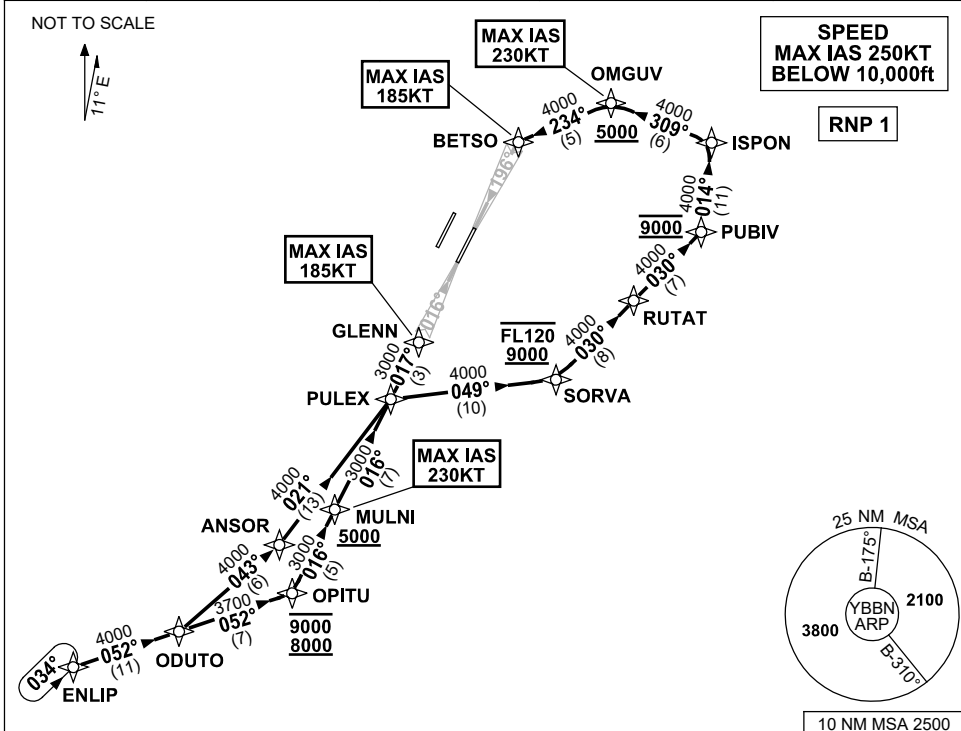 NOT TO SCALE
11° E
SPEED
MAX IAS 250KT
BELOW 10,000ft
RNP 1
MAX IAS
230KT
OMGUV
MAX IAS
185KT
BETSO
4000
234°
(5)
5000
4000
309°
(6)
ISPON
196°
4000
014°
(11)
9000
PUBIV
MAX IAS
185KT
GLENN
016°
4000
030°
(7)
RUTAT
3000
017°
(3)
FL120
9000
4000
030°
(8)
PULEX
4000
049°
(10)
SORVA
MAX IAS
230KT
3000
016°
(7)
4000
021°
(13)
MULNI
5000
ANSOR
4000
043°
(6)
3000
016°
(5)
OPITU
9000
8000
3700
052°
(7)
ODUTO
4000
052°
(11)
034°
ENLIP
25 NM MSA
B-175°
YBBN
ARP
2100
3800
B-310°
10 NM MSA 2500